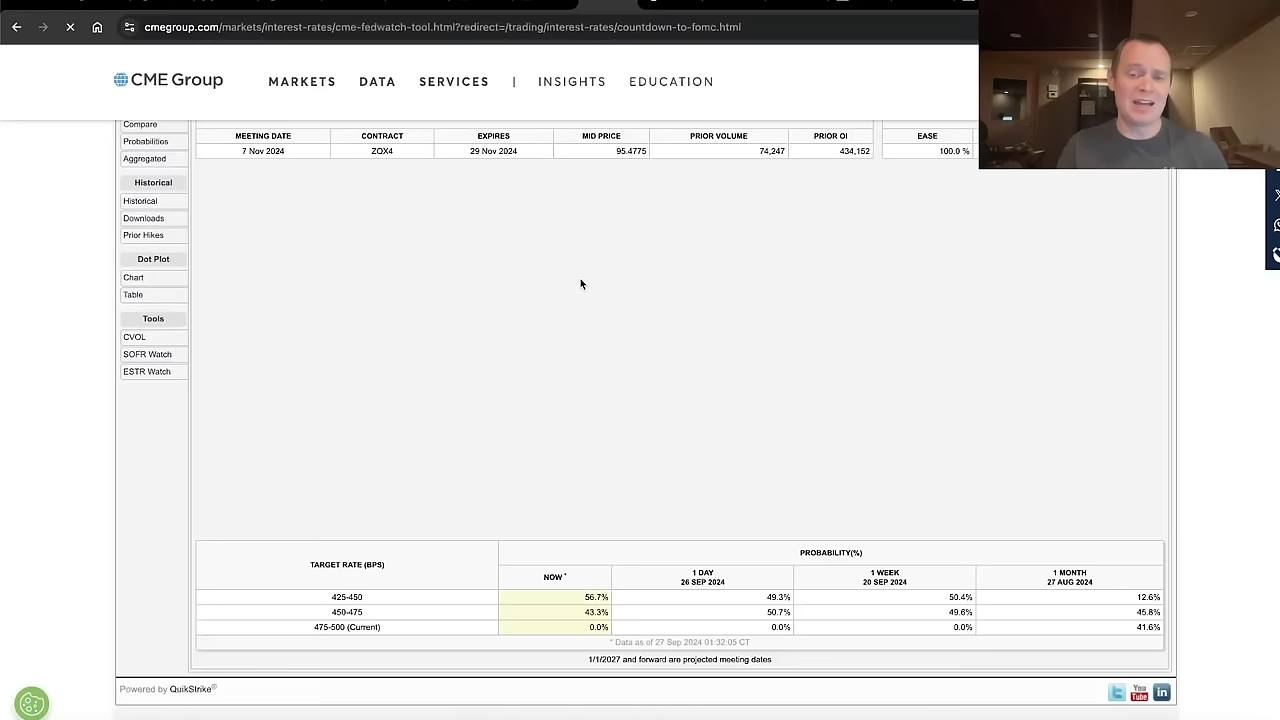 cmegroup.com/markets/interest-rates/cme-fedwatch-tool.html?redirect=/trading/interest-rates/countdown-to-fomc.html
CME Group
MARKETS DATA SERVICES | INSIGHTS EDUCATION
Compare
Probabilities
Aggregated
Historical
Historical
Downloads
Prior Hikes
Dot Plot
Chart
Table
Tools
CVOL
SOFR Watch
ESTR Watch
MEETING DATE CONTRACT EXPIRES MID PRICE PRIOR VOLUME PRIOR OI EASE
7 Nov 2024 ZQX4 29 Nov 2024 95.4775 74,247 434,152 100.0 %
TARGET RATE (BPS) PROBABILITY(%)
NOW * 1 DAY 26 SEP 2024 1 WEEK 20 SEP 2024 1 MONTH 27 AUG 2024
425-450 56.7% 49.3% 50.4% 12.6%
450-475 43.3% 50.7% 49.6% 45.8%
475-500 (Current) 0.0% 0.0% 0.0% 41.6%
* Data as of 27 Sep 2024 01:32:05 CT
1/1/2027 and forward are projected meeting dates
Powered by QuikStrike®
You Tube
in